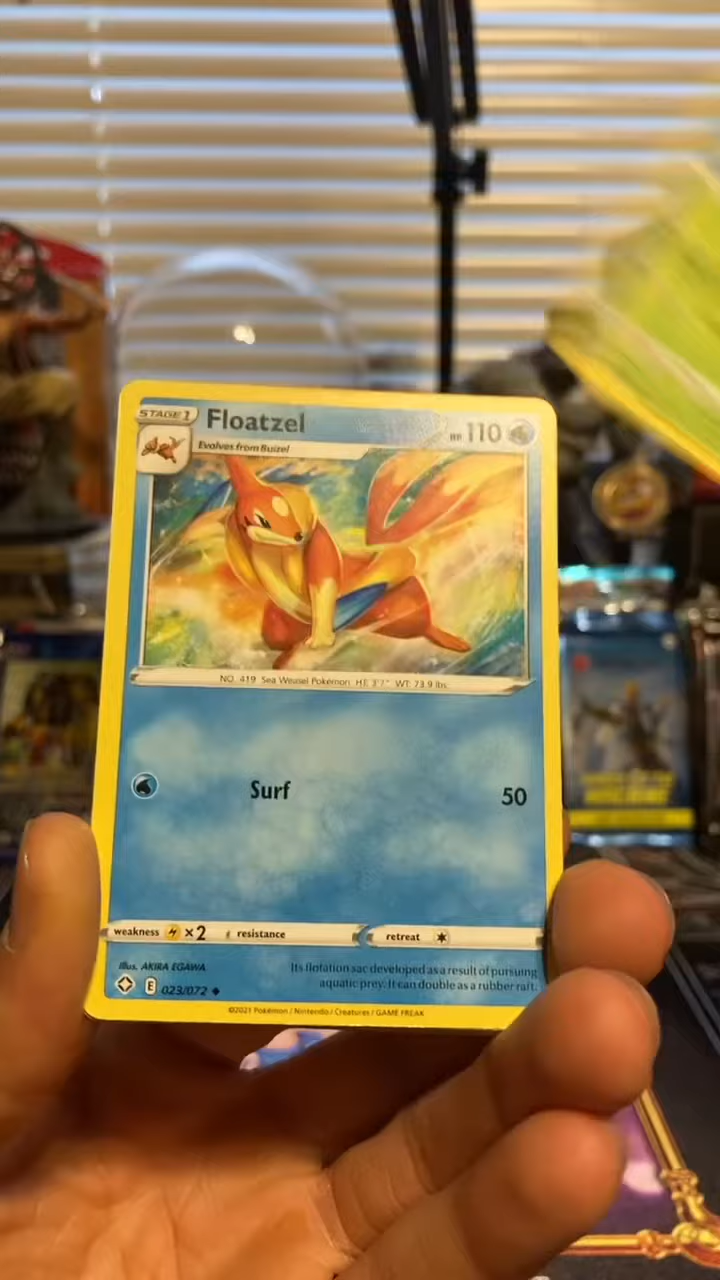 STAGE 1 Floatzel HP 110
Evolves from Buizel
NO. 419 Sea Weasel Pokémon HT: 3'7" WT: 73.9 lbs.
Surf 50
weakness ×2 resistance retreat
Illus. AKIRA EGAWA
Its flotation sac developed as a result of pursuing
aquatic prey. It can double as a rubber raft.
E 023/072
©2021 Pokémon / Nintendo / Creatures / GAME FREAK